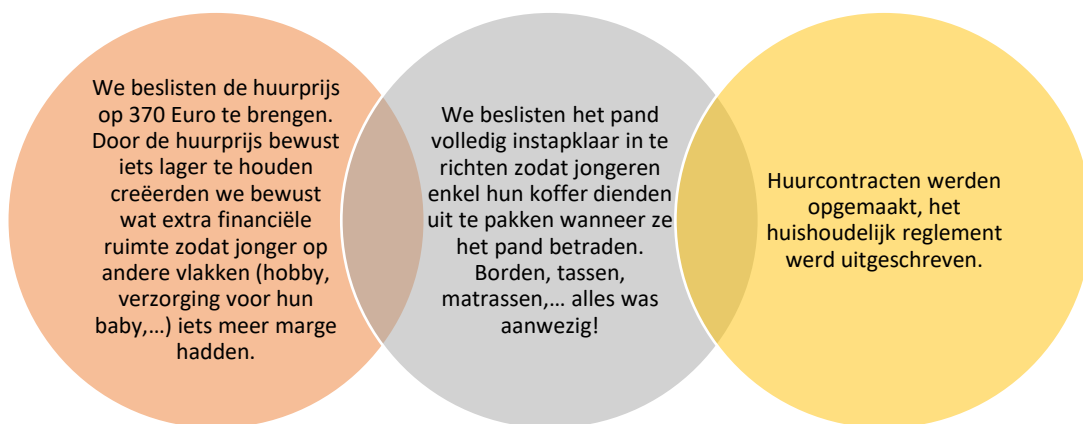 We beslisten de huurprijs
op 370 Euro te brengen.
Door de huurprijs bewust
iets lager te houden
creëerden we bewust
wat extra financiële
ruimte zodat jonger op
andere vlakken (hobby,
verzorging voor hun
baby,…) iets meer marge
hadden.
We beslisten het pand
volledig instapklaar in te
richten zodat jongeren
enkel hun koffer dienden
uit te pakken wanneer ze
het pand betraden.
Borden, tassen,
matrassen,… alles was
aanwezig!
Huurcontracten werden
opgemaakt, het
huishoudelijk reglement
werd uitgeschreven.